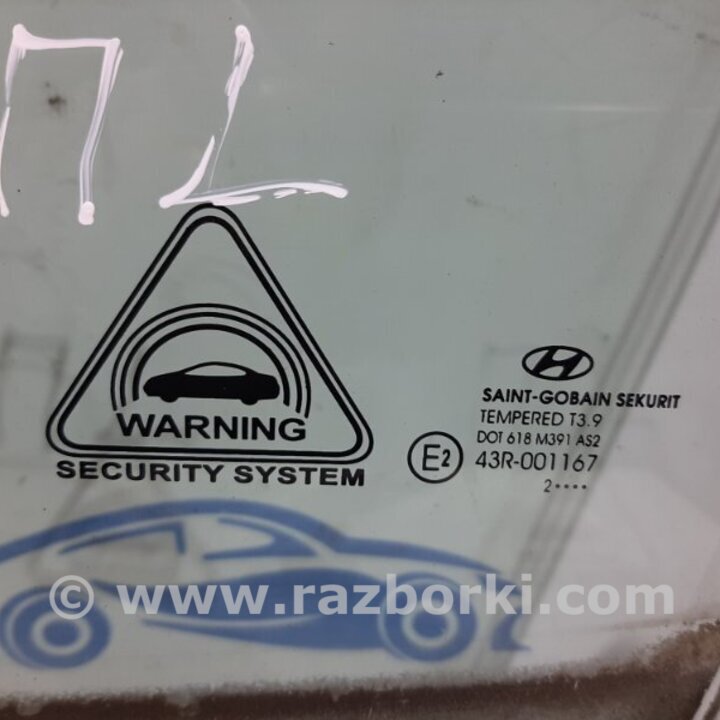 WARNING
SECURITY SYSTEM
SAINT-GOBAIN SEKURIT
TEMPERED T3.9
DOT 618 M391 AS2
E2 43R-001167
2••••
© www.razborki.com